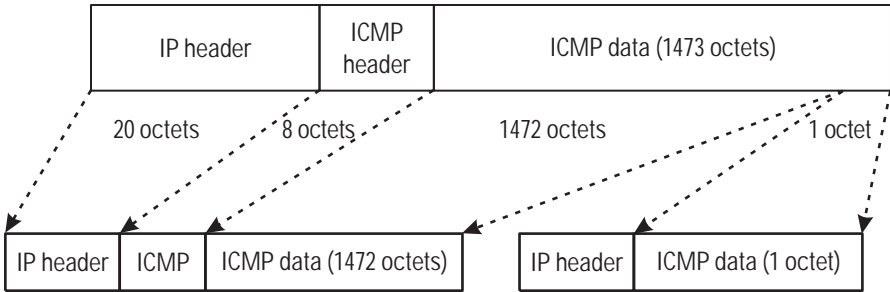 IP header
ICMP
header
ICMP data (1473 octets)
20 octets
8 octets
1472 octets
1 octet
IP header
ICMP
ICMP data (1472 octets)
IP header
ICMP data (1 octet)